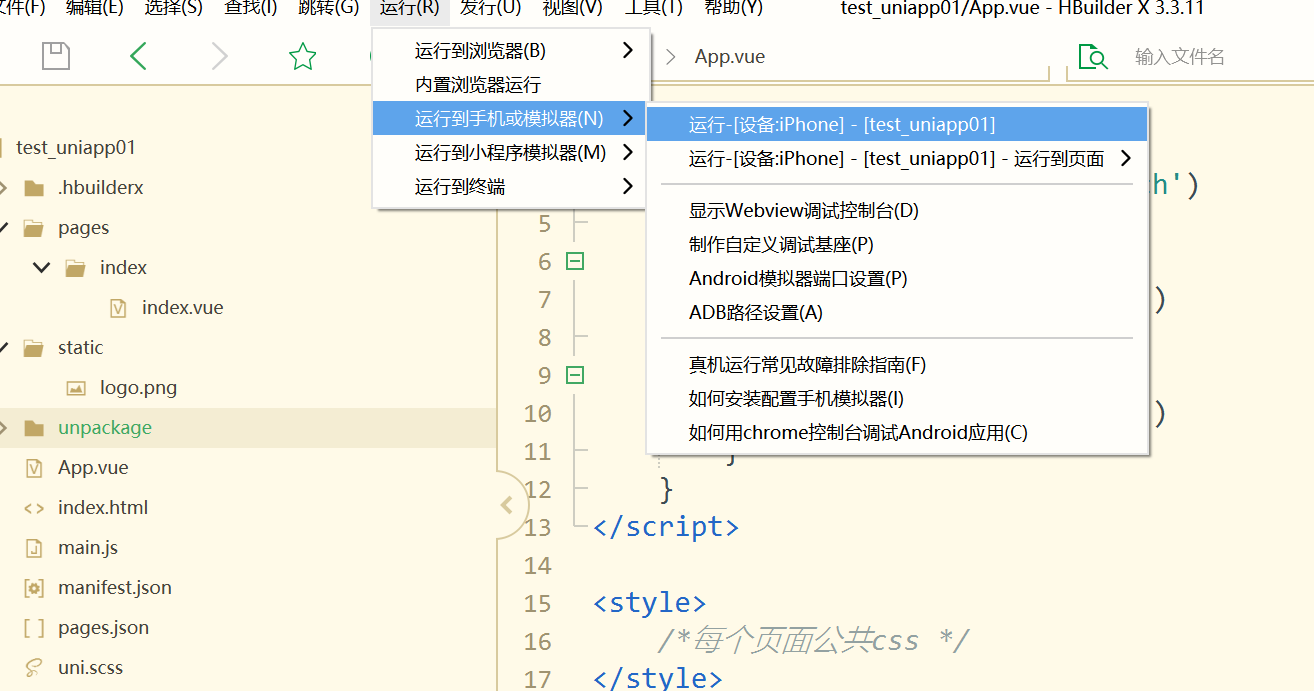 文件(F) 编辑(E) 选择(S) 查找(I) 跳转(G) 运行(R) 发行(U) 视图(V) 工具(T) 帮助(Y) test_uniapp01/App.vue - HBuilder X 3.3.11
App.vue
输入文件名
运行到浏览器(B)
内置浏览器运行
运行到手机或模拟器(N)
运行到小程序模拟器(M)
运行到终端
运行-[设备:iPhone] - [test_uniapp01]
运行-[设备:iPhone] - [test_uniapp01] - 运行到页面
显示Webview调试控制台(D)
制作自定义调试基座(P)
Android模拟器端口设置(P)
ADB路径设置(A)
真机运行常见故障排除指南(F)
如何安装配置手机模拟器(I)
如何用chrome控制台调试Android应用(C)
test_uniapp01
.hbuilderx
pages
index
index.vue
static
logo.png
unpackage
App.vue
index.html
main.js
manifest.json
pages.json
uni.scss
h')
5
6
7 )
8
9
10 )
11 }
12 }
13 </script>
14
15 <style>
16 /*每个页面公共css */
17 </style>